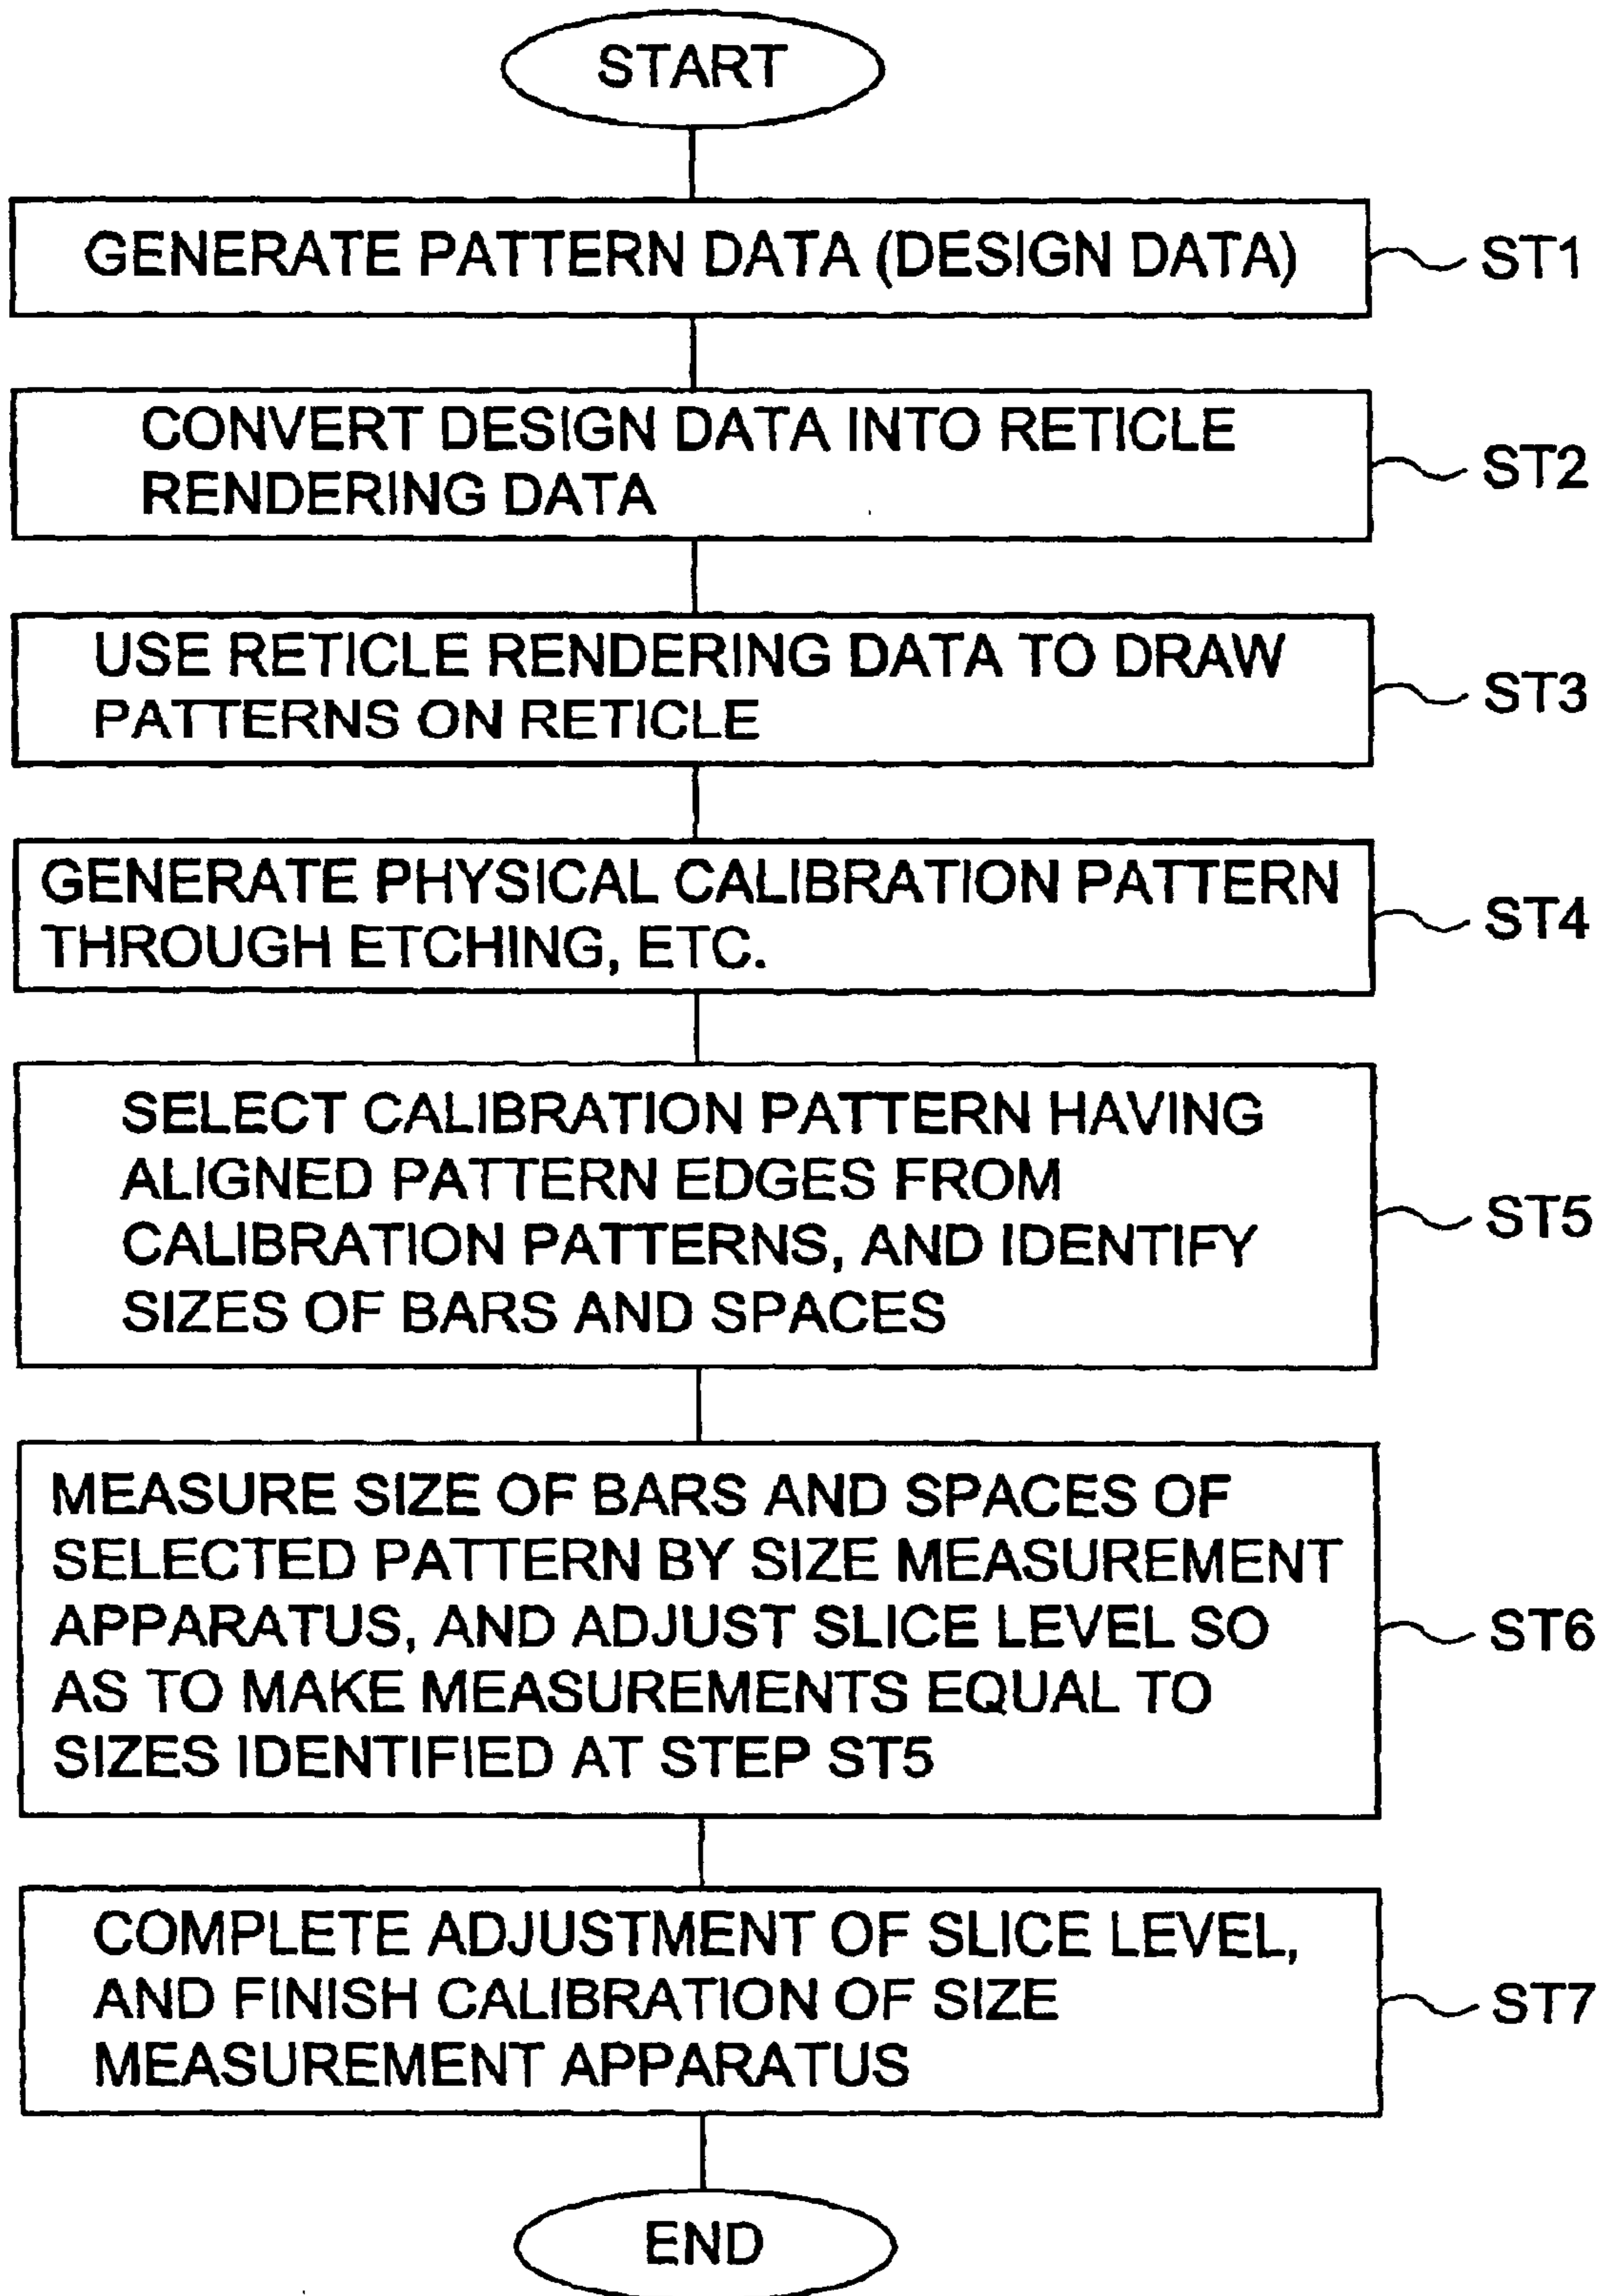 START
GENERATE PATTERN DATA (DESIGN DATA)
ST1
CONVERT DESIGN DATA INTO RETICLE
RENDERING DATA
ST2
USE RETICLE RENDERING DATA TO DRAW
PATTERNS ON RETICLE
ST3
GENERATE PHYSICAL CALIBRATION PATTERN
THROUGH ETCHING, ETC.
ST4
SELECT CALIBRATION PATTERN HAVING
ALIGNED PATTERN EDGES FROM
CALIBRATION PATTERNS, AND IDENTIFY
SIZES OF BARS AND SPACES
ST5
MEASURE SIZE OF BARS AND SPACES OF
SELECTED PATTERN BY SIZE MEASUREMENT
APPARATUS, AND ADJUST SLICE LEVEL SO
AS TO MAKE MEASUREMENTS EQUAL TO
SIZES IDENTIFIED AT STEP ST5
ST6
COMPLETE ADJUSTMENT OF SLICE LEVEL,
AND FINISH CALIBRATION OF SIZE
MEASUREMENT APPARATUS
ST7
END